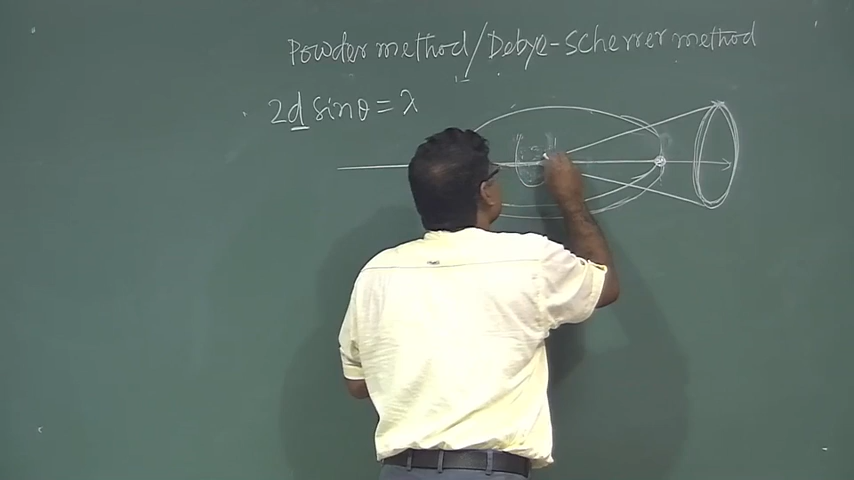 Powder method/Debye-Scherrer method
2d sinθ = λ